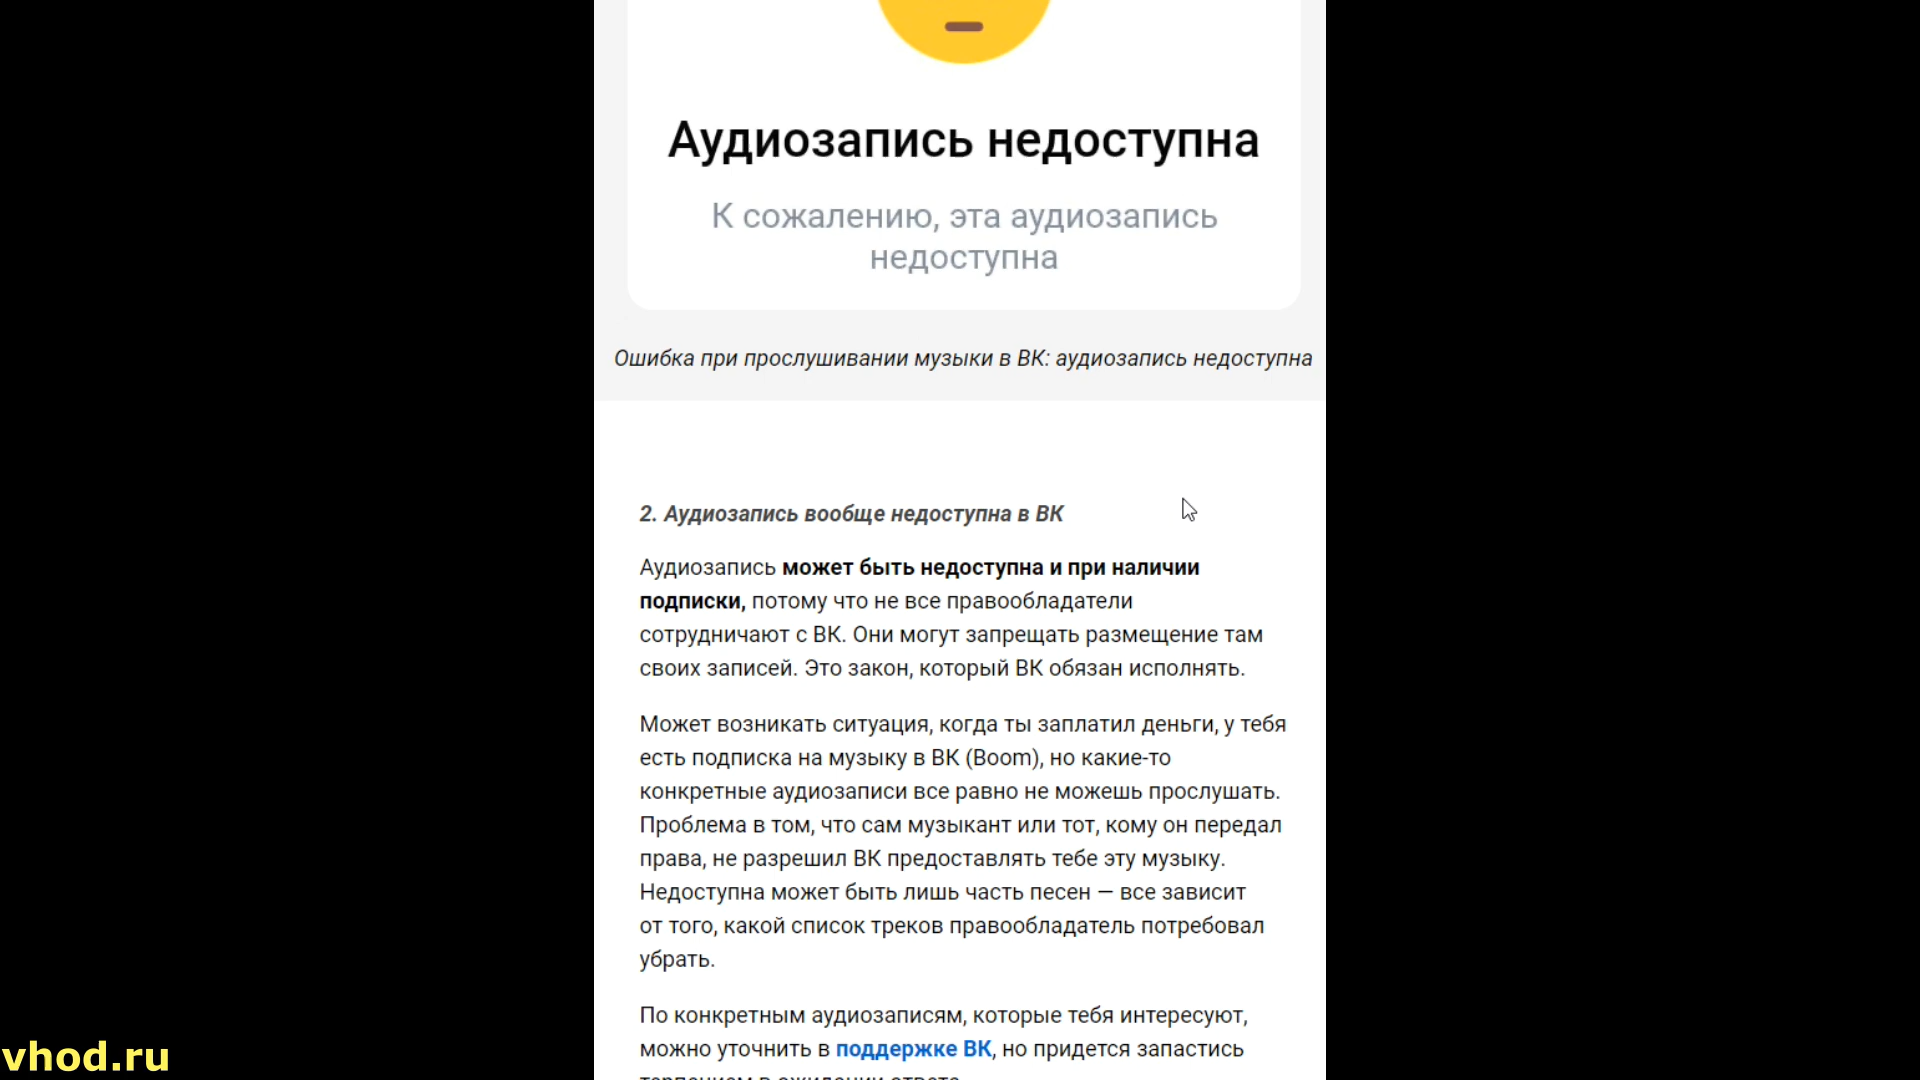 Аудиозапись недоступна
К сожалению, эта аудиозапись
недоступна
Ошибка при прослушивании музыки в ВК: аудиозапись недоступна
2. Аудиозапись вообще недоступна в ВК
Аудиозапись может быть недоступна и при наличии
подписки, потому что не все правообладатели
сотрудничают с ВК. Они могут запрещать размещение там
своих записей. Это закон, который ВК обязан исполнять.
Может возникать ситуация, когда ты заплатил деньги, у тебя
есть подписка на музыку в ВК (Boom), но какие-то
конкретные аудиозаписи все равно не можешь прослушать.
Проблема в том, что сам музыкант или тот, кому он передал
права, не разрешил ВК предоставлять тебе эту музыку.
Недоступна может быть лишь часть песен — все зависит
от того, какой список треков правообладатель потребовал
убрать.
По конкретным аудиозаписям, которые тебя интересуют,
можно уточнить в поддержке ВК, но придется запастись
vhod.ru